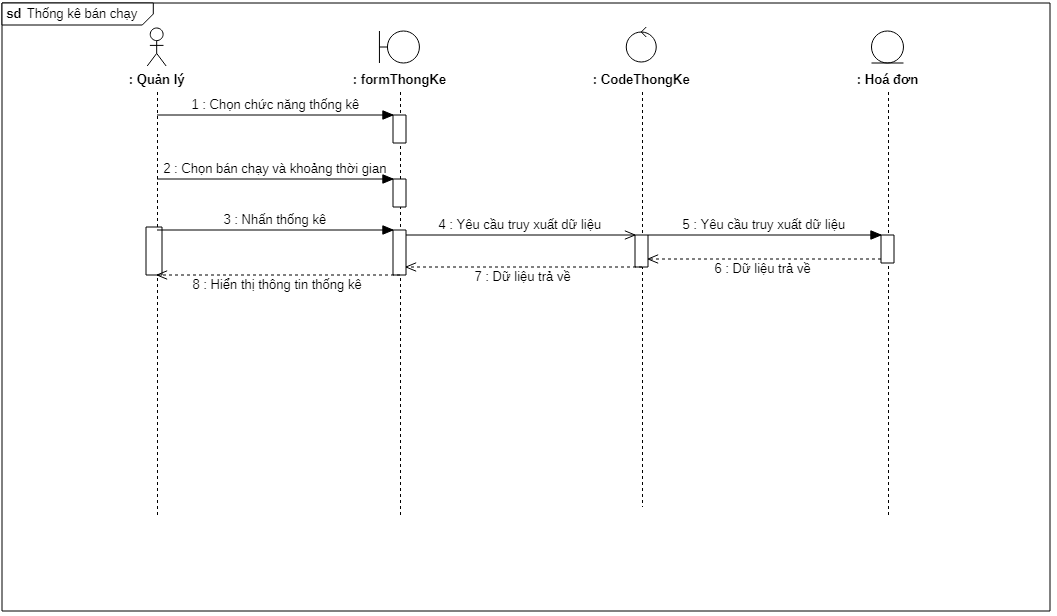 sd Thống kê bán chạy
: Quản lý
: formThongKe
: CodeThongKe
: Hoá đơn
1 : Chọn chức năng thống kê
2 : Chọn bán chạy và khoảng thời gian
3 : Nhấn thống kê
4 : Yêu cầu truy xuất dữ liệu
5 : Yêu cầu truy xuất dữ liệu
6 : Dữ liệu trả về
7 : Dữ liệu trả về
8 : Hiển thị thông tin thống kê